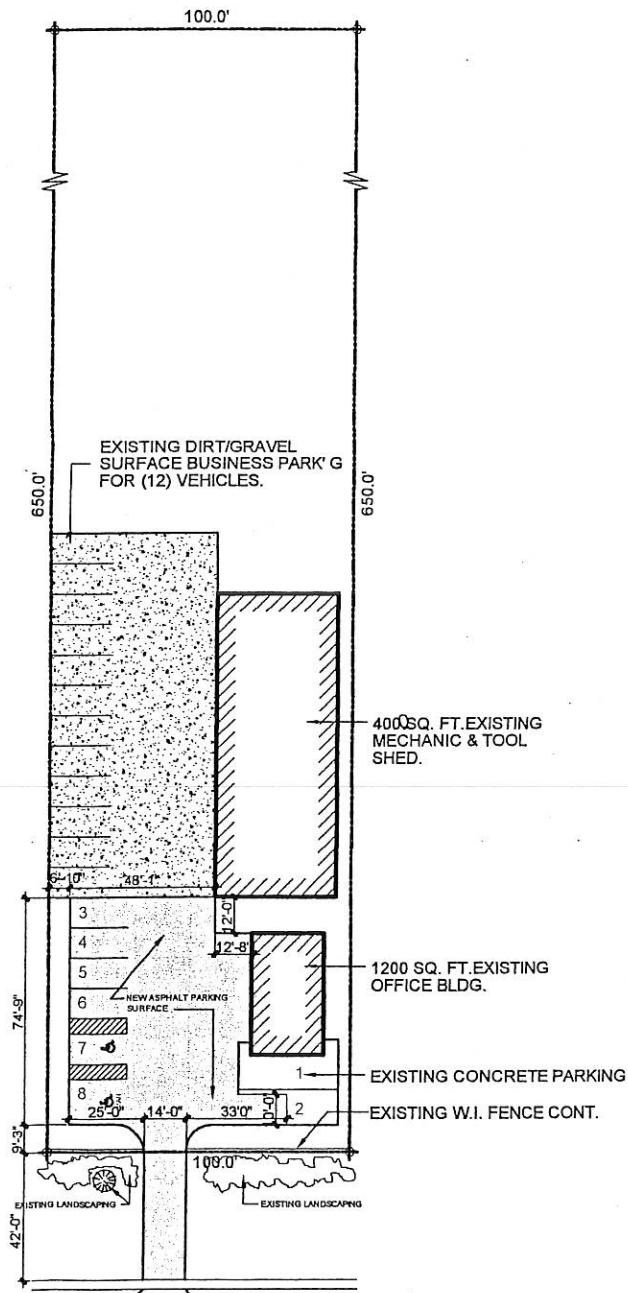 100.0'
EXISTING DIRT/GRAVEL
SURFACE BUSINESS PARK' G
FOR (12) VEHICLES.
650.0'
650.0'
4000 SQ. FT.EXISTING
MECHANIC & TOOL
SHED.
6'-10"
48'-1"
3
4
5
6
7
8
12'-0"
12'-8"
1200 SQ. FT.EXISTING
OFFICE BLDG.
NEW ASPHALT PARKING
SURFACE
74'-9"
1
EXISTING CONCRETE PARKING
2
10'-0"
EXISTING W.I. FENCE CONT.
25'-0"
14'-0"
33'0"
9'-3"
100.0'
EXISTING LANDSCAPING
EXISTING LANDSCAPING
42'-0"